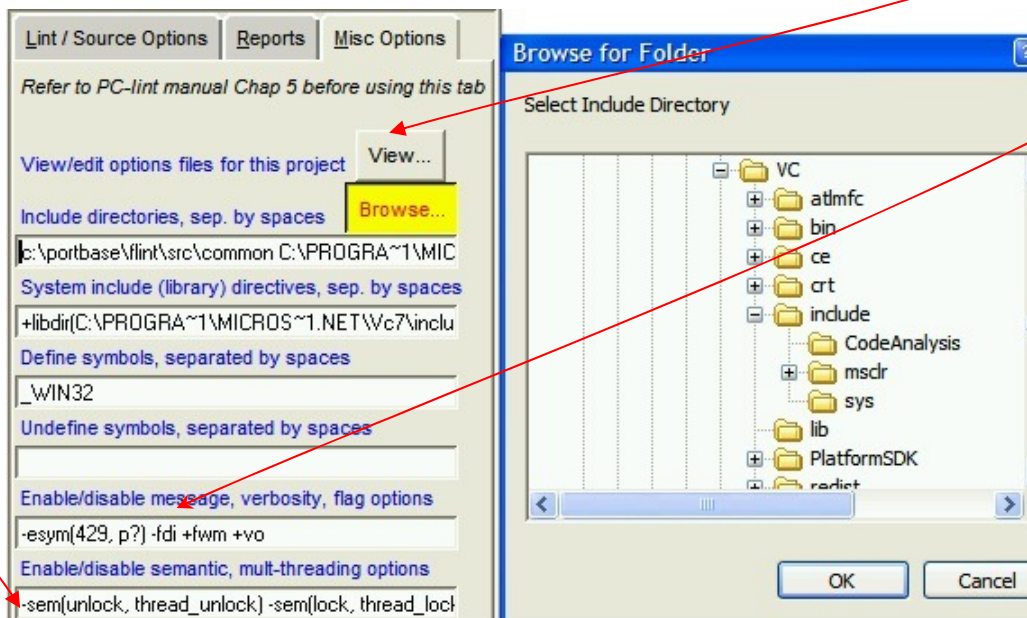 Lint / Source Options
Reports
Misc Options
Refer to PC-lint manual Chap 5 before using this tab
View/edit options files for this project
View...
Include directories, sep. by spaces
Browse...
c:\portbase\flint\src\common C:\PROGRA~1\MIC
System include (library) directives, sep. by spaces
+libdir(C:\PROGRA~1\MICROS~1.NET\Vc7\inclu
Define symbols, separated by spaces
_WIN32
Undefine symbols, separated by spaces
Enable/disable message, verbosity, flag options
-esym(429, p?) -fdi +fwm +vo
Enable/disable semantic, mult-threading options
-sem(unlock, thread_unlock) -sem(lock, thread_lock
Browse for Folder
?
Select Include Directory
VC
atlmfc
bin
ce
crt
include
CodeAnalysis
msclr
sys
lib
PlatformSDK
redist
OK
Cancel